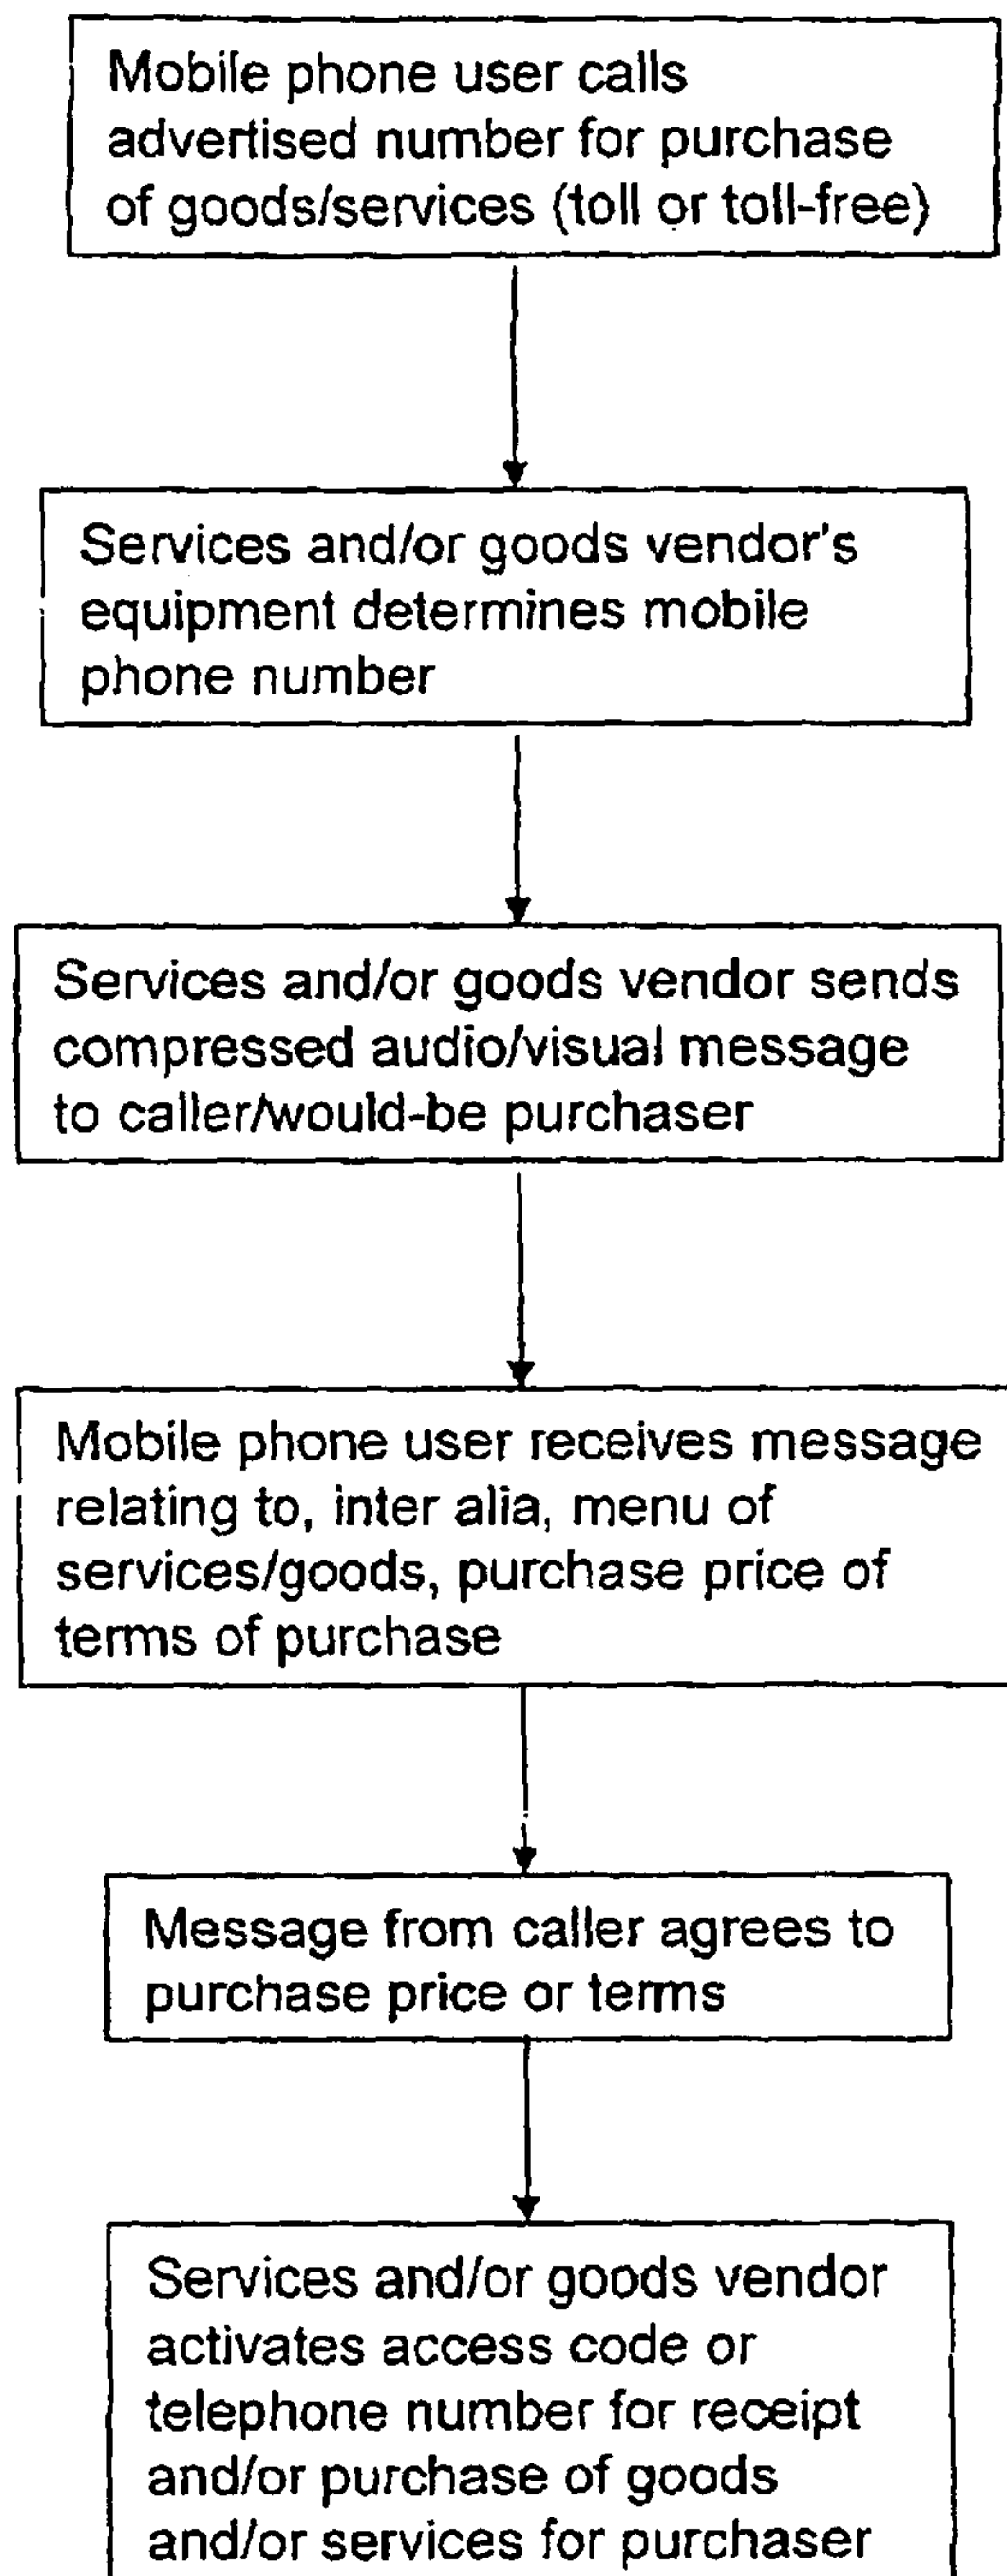 Mobile phone user calls
advertised number for purchase
of goods/services (toll or toll-free)
Services and/or goods vendor's
equipment determines mobile
phone number
Services and/or goods vendor sends
compressed audio/visual message
to caller/would-be purchaser
Mobile phone user receives message
relating to, inter alia, menu of
services/goods, purchase price of
terms of purchase
Message from caller agrees to
purchase price or terms
Services and/or goods vendor
activates access code or
telephone number for receipt
and/or purchase of goods
and/or services for purchaser